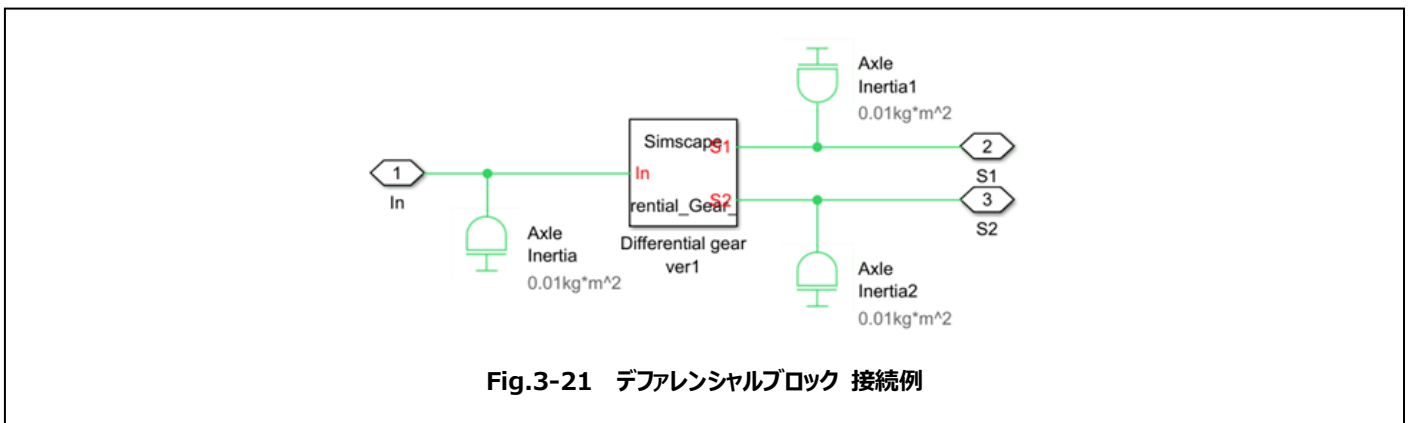 Axle
Inertia1
0.01kg*m^2
Simscape
S1
2
S1
1
In
In
S2
3
S2
rential_Gear_
Axle
Inertia
0.01kg*m^2
Differential gear
ver1
Axle
Inertia2
0.01kg*m^2
Fig.3-21 デファレンシャルブロック 接続例